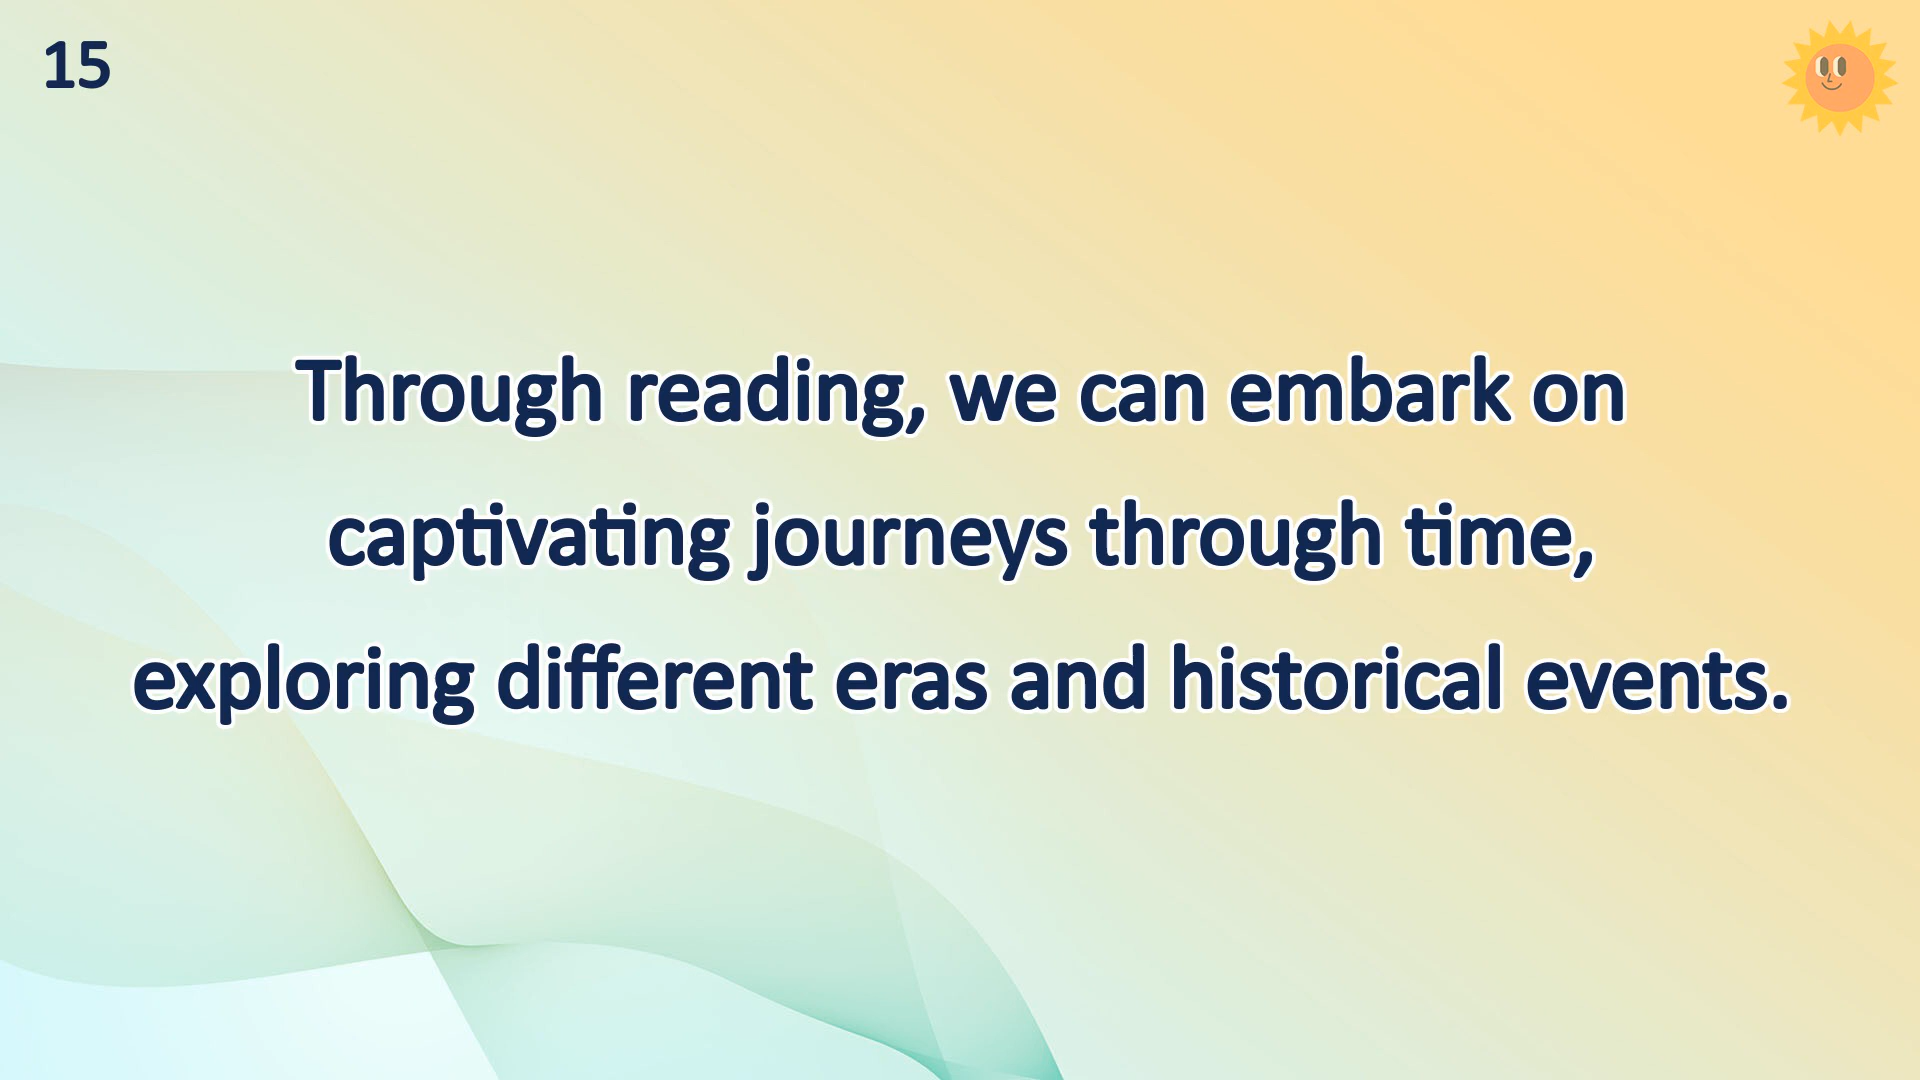 15
Through reading, we can embark on
captivating journeys through time,
exploring different eras and historical events.